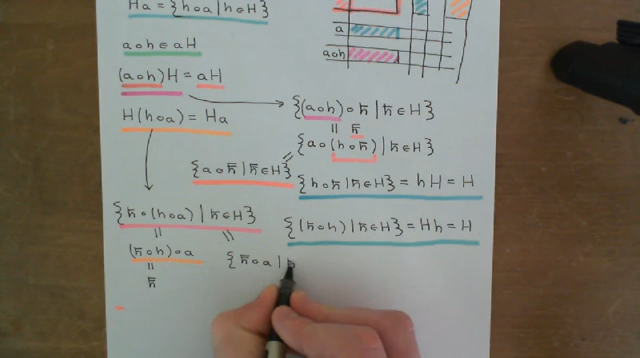 Ha = {h∘a | h∈H}
a∘h∈aH
(a∘h)H = aH
H(h∘a) = Ha
a
a∘h
{(a∘h)∘h̄ | h̄∈H}
= h̄
{a∘(h∘h̄) | h̄∈H}
{a∘h̄ | h̄∈H} =
{h∘h̄ | h̄∈H} = hH = H
{h̄∘(h∘a) | h̄∈H}
{(h̄∘h) | h̄∈H} = Hh = H
= =
(h̄∘h)∘a
{h̄∘a |
=
h̄